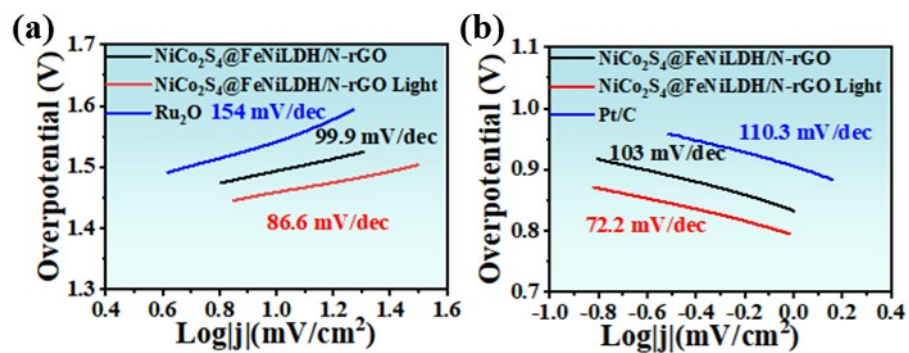 (a)
Overpotential (V)
1.7
1.6
1.5
1.4
1.3
NiCo₂S₄@FeNiLDH/N-rGO
NiCo₂S₄@FeNiLDH/N-rGO Light
Ru₂O
154 mV/dec
99.9 mV/dec
86.6 mV/dec
0.4 0.6 0.8 1.0 1.2 1.4 1.6
Log|j|(mV/cm²)
(b)
Overpotential (V)
1.1
1.0
0.9
0.8
0.7
NiCo₂S₄@FeNiLDH/N-rGO
NiCo₂S₄@FeNiLDH/N-rGO Light
Pt/C
110.3 mV/dec
103 mV/dec
72.2 mV/dec
-1.0 -0.8 -0.6 -0.4 -0.2 0.0 0.2 0.4
Log|j|(mV/cm²)